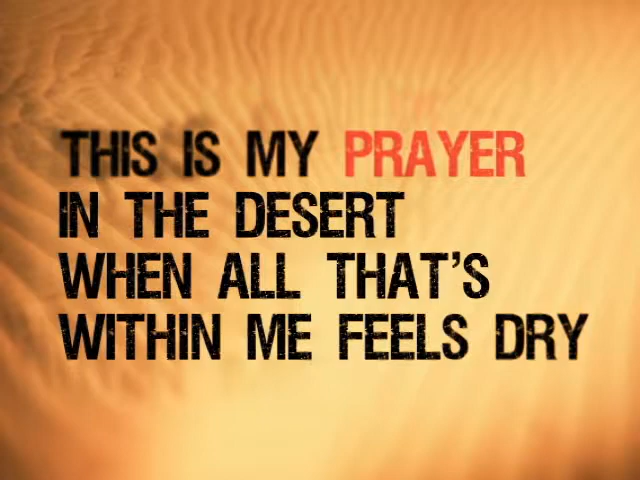 THIS IS MY PRAYER
IN THE DESERT
WHEN ALL THAT'S
WITHIN ME FEELS DRY